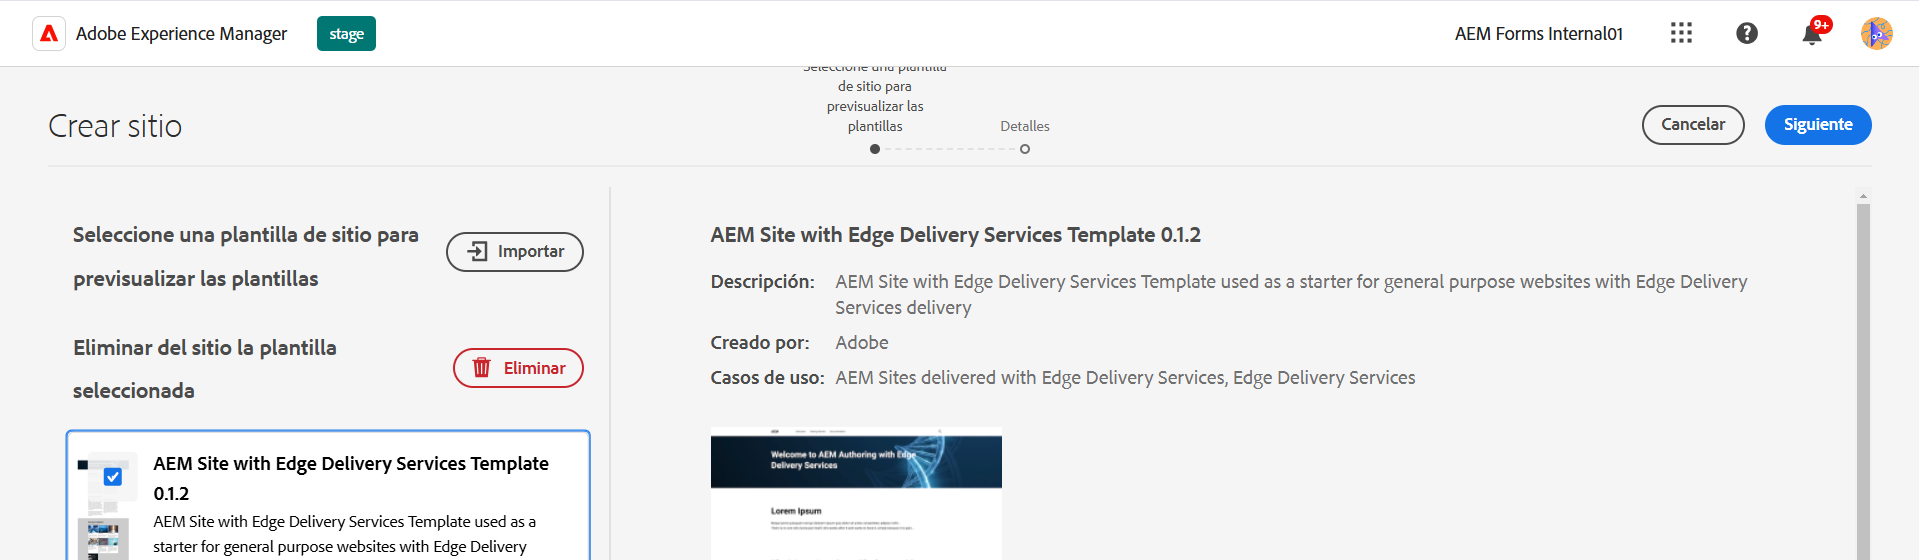 Adobe Experience Manager
stage
AEM Forms Internal01
9+
Seleccione una plantilla
de sitio para
previsualizar las
plantillas
Detalles
Crear sitio
Cancelar
Siguiente
Seleccione una plantilla de sitio para
previsualizar las plantillas
Importar
Eliminar del sitio la plantilla
seleccionada
Eliminar
AEM Site with Edge Delivery Services Template
0.1.2
AEM Site with Edge Delivery Services Template used as a
starter for general purpose websites with Edge Delivery
AEM Site with Edge Delivery Services Template 0.1.2
Descripción: AEM Site with Edge Delivery Services Template used as a starter for general purpose websites with Edge Delivery
Services delivery
Creado por: Adobe
Casos de uso: AEM Sites delivered with Edge Delivery Services, Edge Delivery Services
Welcome to AEM Authoring with Edge
Delivery Services
Lorem Ipsum